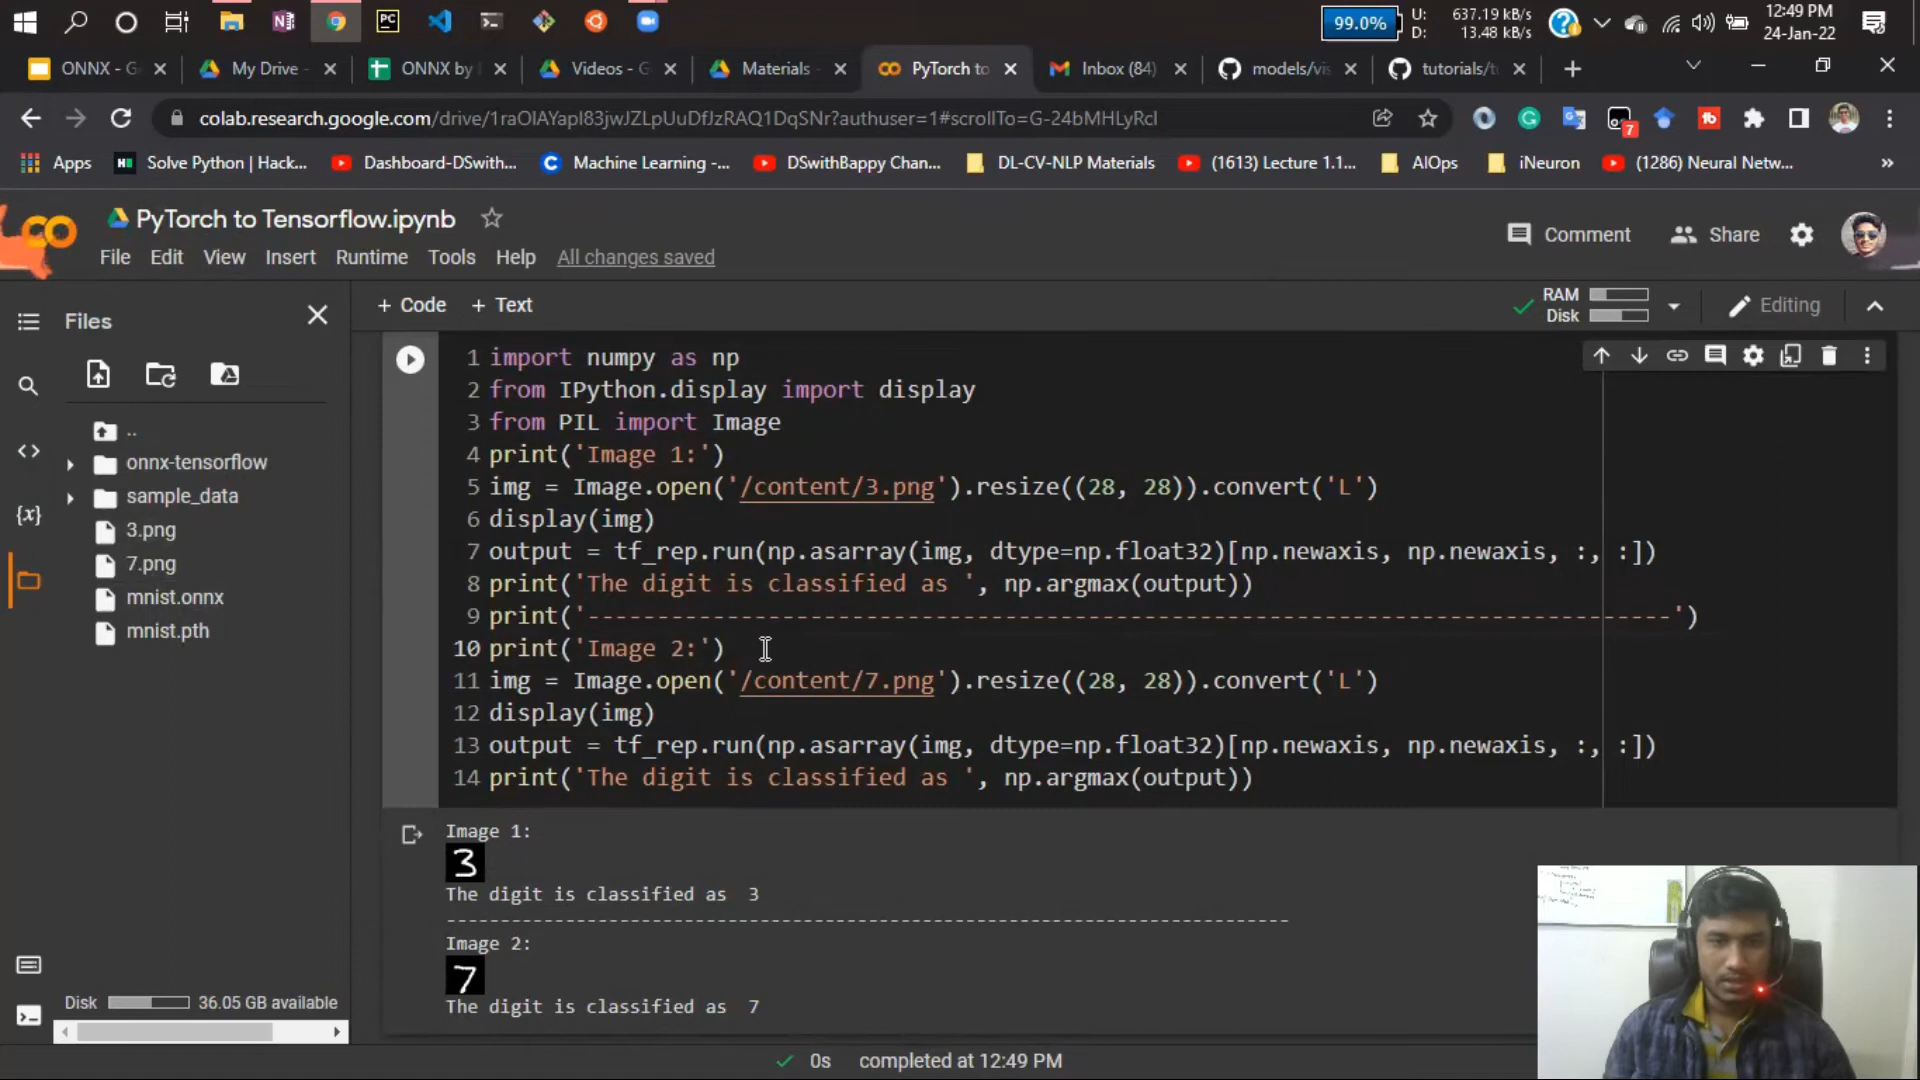 99.0%
U: 637.19 kB/s
D: 13.48 kB/s
12:49 PM
24-Jan-22
ONNX - G
My Drive -
ONNX by
Videos - G
Materials
PyTorch to
Inbox (84)
models/vis
tutorials/tu
colab.research.google.com/drive/1raOlAYapl83jwJZLpUuDfJzRAQ1DqSNr?authuser=1#scrollTo=G-24bMHLyRcl
7
Apps
Solve Python | Hack...
Dashboard-DSwith...
Machine Learning -...
DSwithBappy Chan...
DL-CV-NLP Materials
(1613) Lecture 1.1...
AIOps
iNeuron
(1286) Neural Netw...
PyTorch to Tensorflow.ipynb
Comment
Share
File Edit View Insert Runtime Tools Help All changes saved
+ Code + Text
RAM
Disk
Editing
Files
..
onnx-tensorflow
sample_data
3.png
7.png
mnist.onnx
mnist.pth
Disk 36.05 GB available
1 import numpy as np
2 from IPython.display import display
3 from PIL import Image
4 print('Image 1:')
5 img = Image.open('/content/3.png').resize((28, 28)).convert('L')
6 display(img)
7 output = tf_rep.run(np.asarray(img, dtype=np.float32)[np.newaxis, np.newaxis, :, :])
8 print('The digit is classified as ', np.argmax(output))
9 print('------------------------------------------------------------------------------')
10 print('Image 2:')
11 img = Image.open('/content/7.png').resize((28, 28)).convert('L')
12 display(img)
13 output = tf_rep.run(np.asarray(img, dtype=np.float32)[np.newaxis, np.newaxis, :, :])
14 print('The digit is classified as ', np.argmax(output))
Image 1:
3
The digit is classified as 3
------------------------------------------------------------------------------
Image 2:
7
The digit is classified as 7
0s completed at 12:49 PM